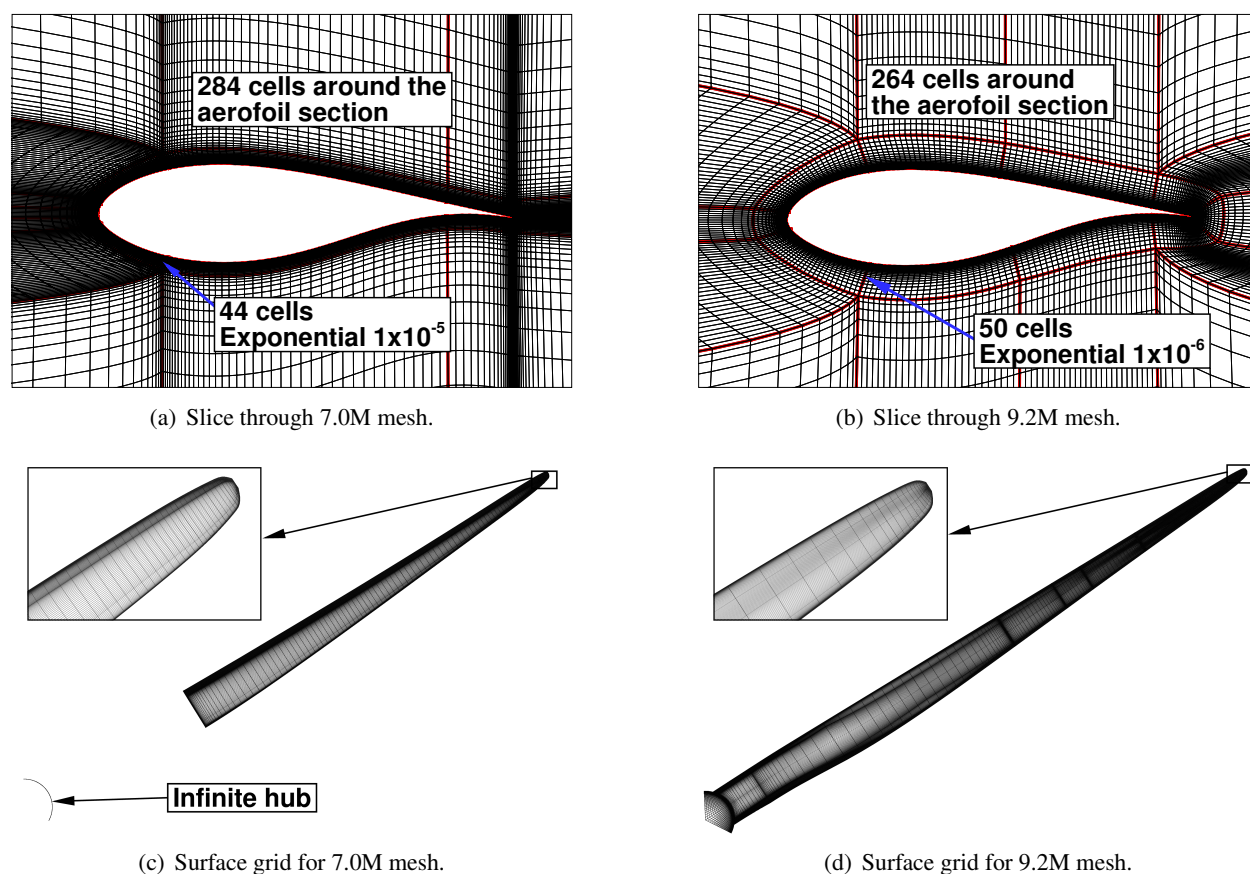 284 cells around the
aerofoil section
44 cells
Exponential 1x10⁻⁵
(a) Slice through 7.0M mesh.
264 cells around
the aerofoil section
50 cells
Exponential 1x10⁻⁶
(b) Slice through 9.2M mesh.
Infinite hub
(c) Surface grid for 7.0M mesh.
(d) Surface grid for 9.2M mesh.